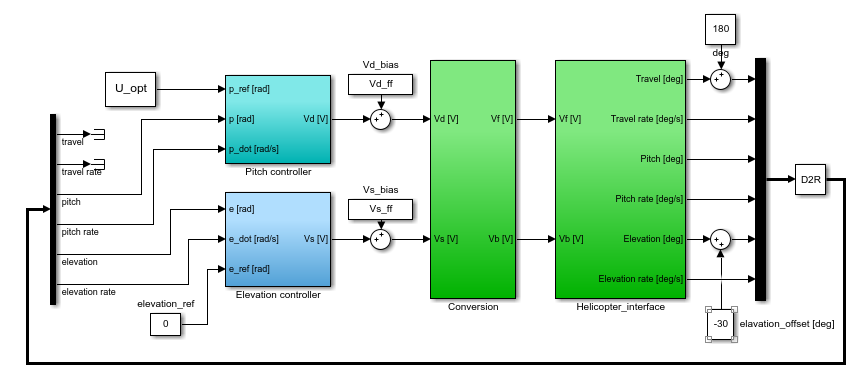 180
deg
Vd_bias
Vd_ff
U_opt
p_ref [rad]
p [rad]
Vd [V]
p_dot [rad/s]
Pitch controller
Vd [V]
Vf [V]
Vf [V]
Travel [deg]
Travel rate [deg/s]
Pitch [deg]
Pitch rate [deg/s]
travel
travel rate
pitch
pitch rate
elevation
elevation rate
D2R
Vs_bias
Vs_ff
e [rad]
e_dot [rad/s]
Vs [V]
e_ref [rad]
Elevation controller
Vs [V]
Vb [V]
Vb [V]
Elevation [deg]
Elevation rate [deg/s]
Conversion
Helicopter_interface
elevation_ref
0
-30
elavation_offset [deg]